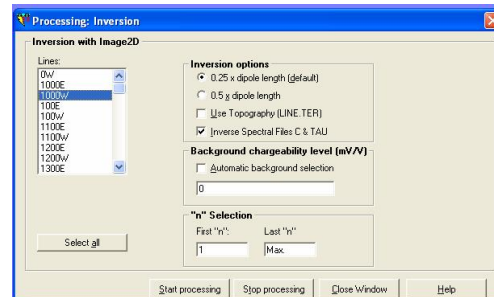 Processing: Inversion
Inversion with Image2D
Lines:
0W
1000E
1000W
100E
100W
1100E
1100W
1200E
1200W
1300E
Select all
Inversion options
0.25 x dipole length (default)
0.5 x dipole length
Use Topography (LINE.TER)
Inverse Spectral Files C & TAU
Background chargeability level (mV/V)
Automatic background selection
0
"n" Selection
First "n": Last "n"
1 Max.
Start processing Stop processing Close Window Help